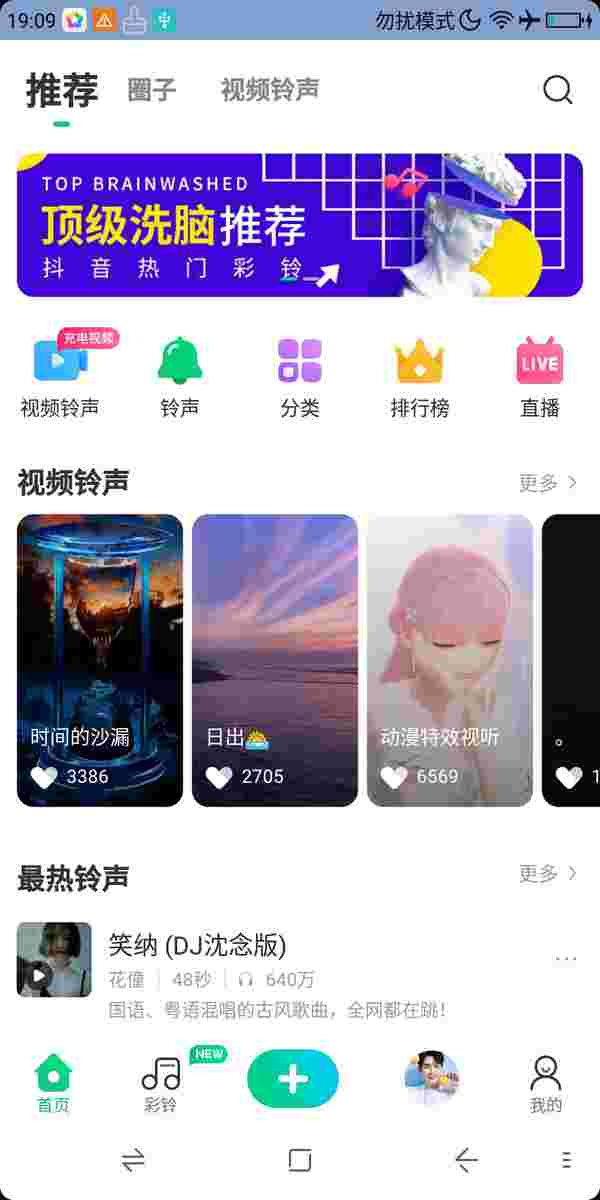 19:09 勿扰模式
推荐 圈子 视频铃声
TOP BRAINWASHED
顶级洗脑推荐
抖音热门彩铃
充电视频
视频铃声 铃声 分类 排行榜 直播
LIVE
视频铃声 更多
时间的沙漏 日出 动漫特效视听 。
3386 2705 6569 1
最热铃声 更多
笑纳 (DJ沈念版)
花僮 48秒 640万
国语、粤语混唱的古风歌曲，全网都在跳！
NEW
首页 彩铃 我的